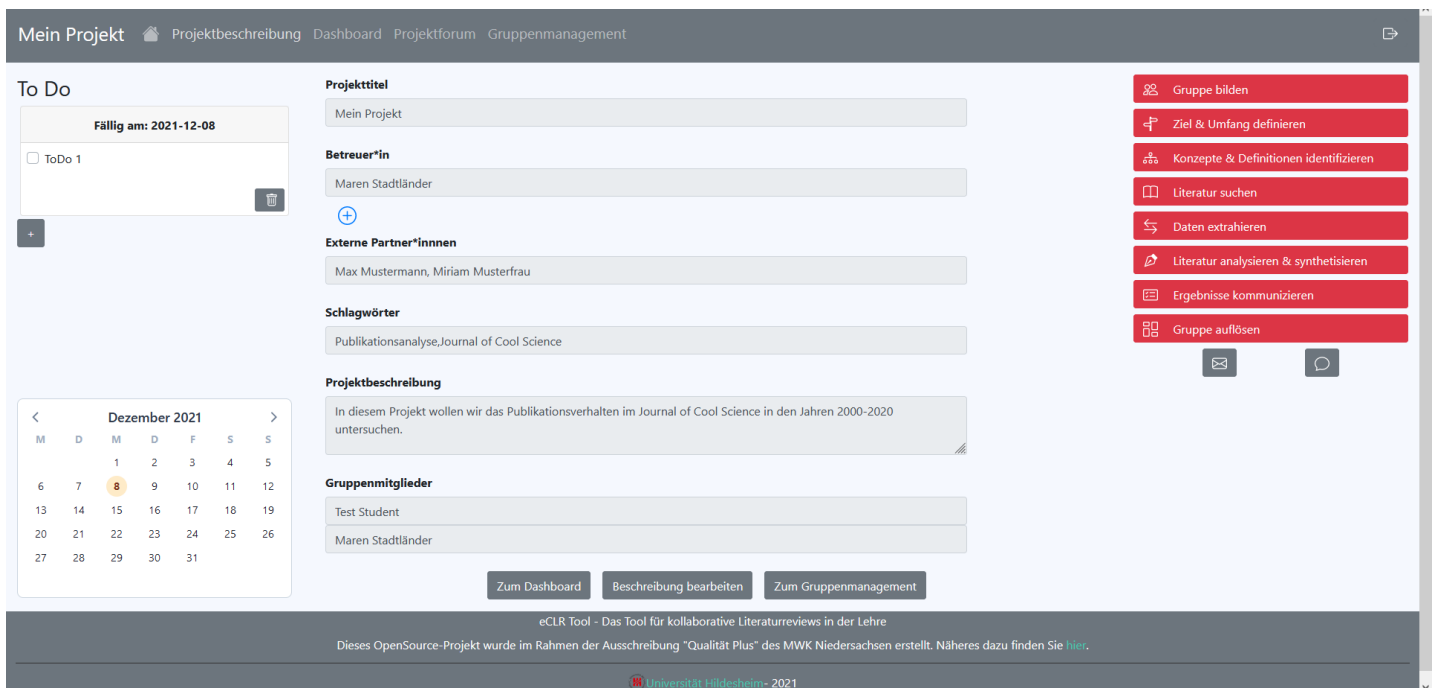 Mein Projekt Projektbeschreibung Dashboard Projektforum Gruppenmanagement
To Do
Fällig am: 2021-12-08
ToDo 1
+
Dezember 2021
M D M D F S S
1 2 3 4 5
6 7 8 9 10 11 12
13 14 15 16 17 18 19
20 21 22 23 24 25 26
27 28 29 30 31
Projekttitel
Mein Projekt
Betreuer*in
Maren Stadtländer
Externe Partner*innnen
Max Mustermann, Miriam Musterfrau
Schlagwörter
Publikationsanalyse,Journal of Cool Science
Projektbeschreibung
In diesem Projekt wollen wir das Publikationsverhalten im Journal of Cool Science in den Jahren 2000-2020
untersuchen.
Gruppenmitglieder
Test Student
Maren Stadtländer
Zum Dashboard Beschreibung bearbeiten Zum Gruppenmanagement
Gruppe bilden
Ziel & Umfang definieren
Konzepte & Definitionen identifizieren
Literatur suchen
Daten extrahieren
Literatur analysieren & synthetisieren
Ergebnisse kommunizieren
Gruppe auflösen
eCLR Tool - Das Tool für kollaborative Literaturreviews in der Lehre
Dieses OpenSource-Projekt wurde im Rahmen der Ausschreibung "Qualität Plus" des MWK Niedersachsen erstellt. Näheres dazu finden Sie hier.
Universität Hildesheim- 2021